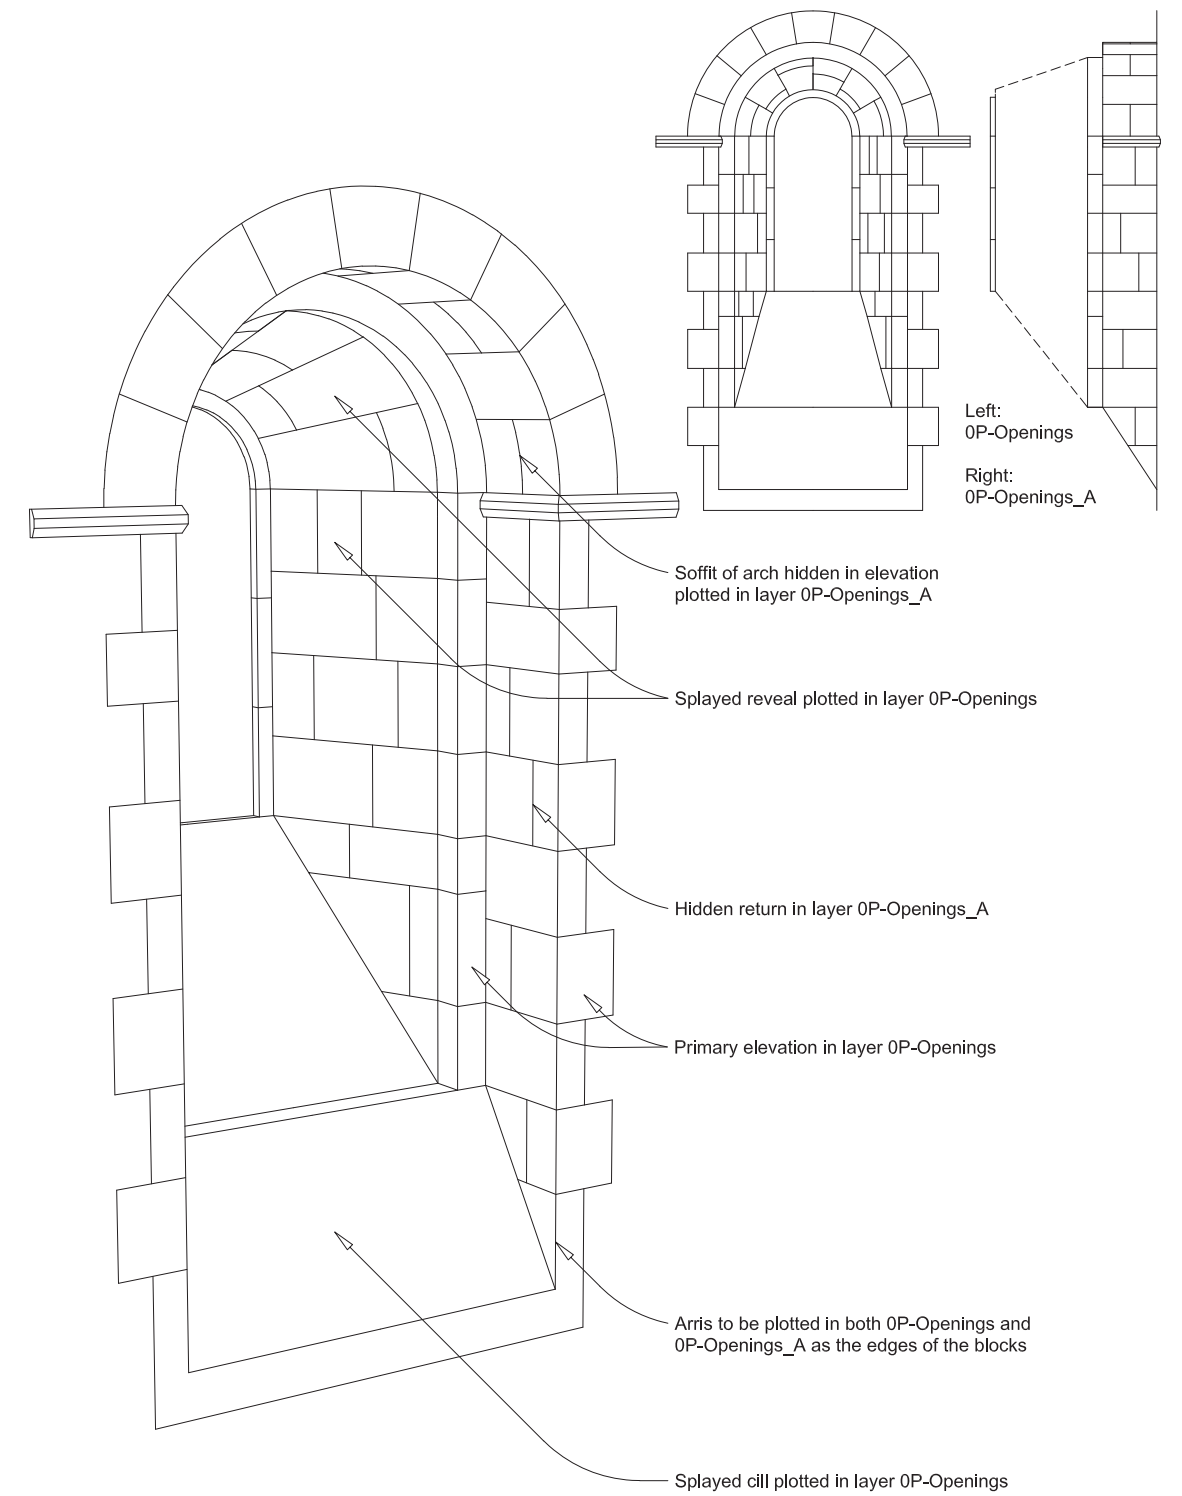 Left:
0P-Openings
Right:
0P-Openings_A
Soffit of arch hidden in elevation
plotted in layer 0P-Openings_A
Splayed reveal plotted in layer 0P-Openings
Hidden return in layer 0P-Openings_A
Primary elevation in layer 0P-Openings
Arris to be plotted in both 0P-Openings and
0P-Openings_A as the edges of the blocks
Splayed cill plotted in layer 0P-Openings